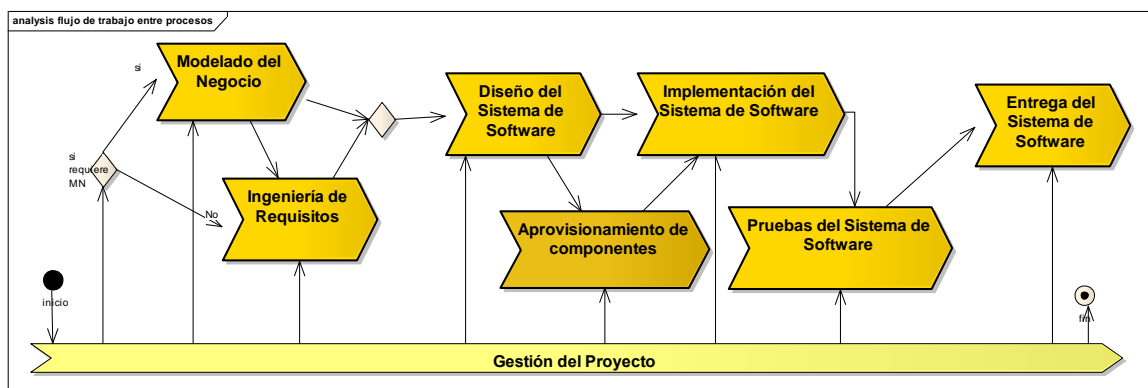 analysis flujo de trabajo entre procesos
si
Modelado del
Negocio
si
requiere
MN
No
Ingeniería de
Requisitos
Diseño del
Sistema de
Software
Implementación del
Sistema de Software
Aprovisionamiento de
componentes
Pruebas del Sistema de
Software
Entrega del
Sistema de
Software
inicio
fin
Gestión del Proyecto